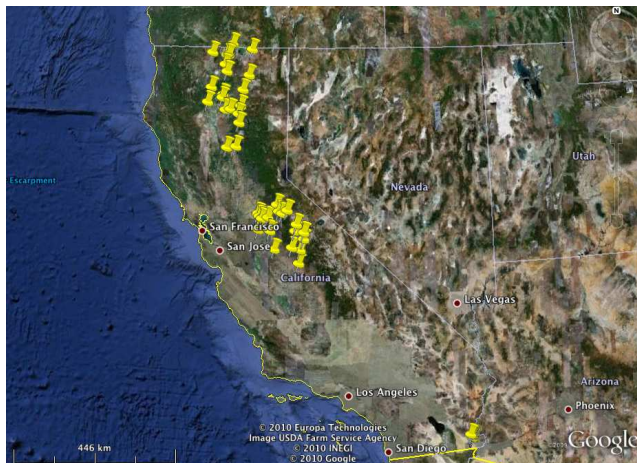 N
Escarpment
Utah
Nevada
San Francisco
San Jose
California
Las Vegas
Los Angeles
Arizona
Phoenix
446 km
© 2010 Europa Technologies
Image USDA Farm Service Agency
© 2010 INEGI
© 2010 Google
San Diego
©2010 Google